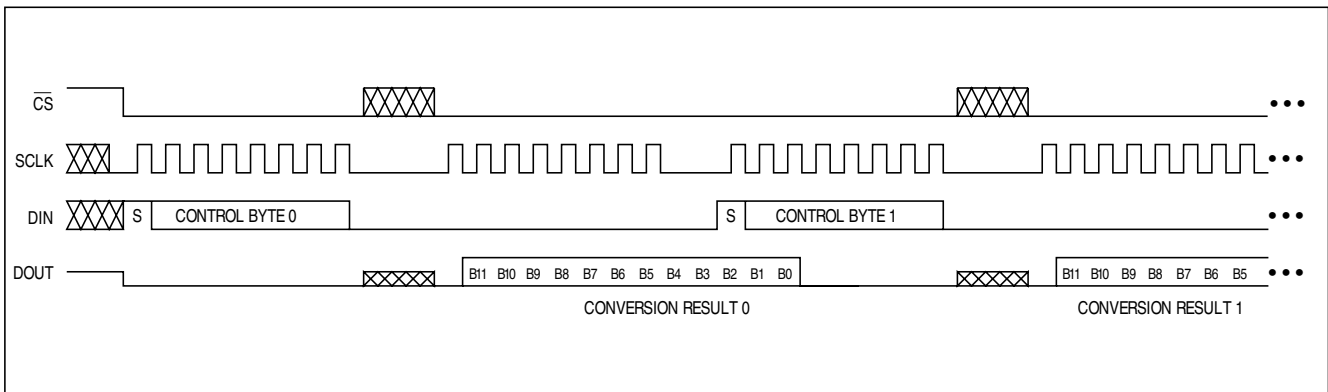 CS
SCLK
DIN S CONTROL BYTE 0 S CONTROL BYTE 1
DOUT B11 B10 B9 B8 B7 B6 B5 B4 B3 B2 B1 B0 B11 B10 B9 B8 B7 B6 B5
CONVERSION RESULT 0 CONVERSION RESULT 1